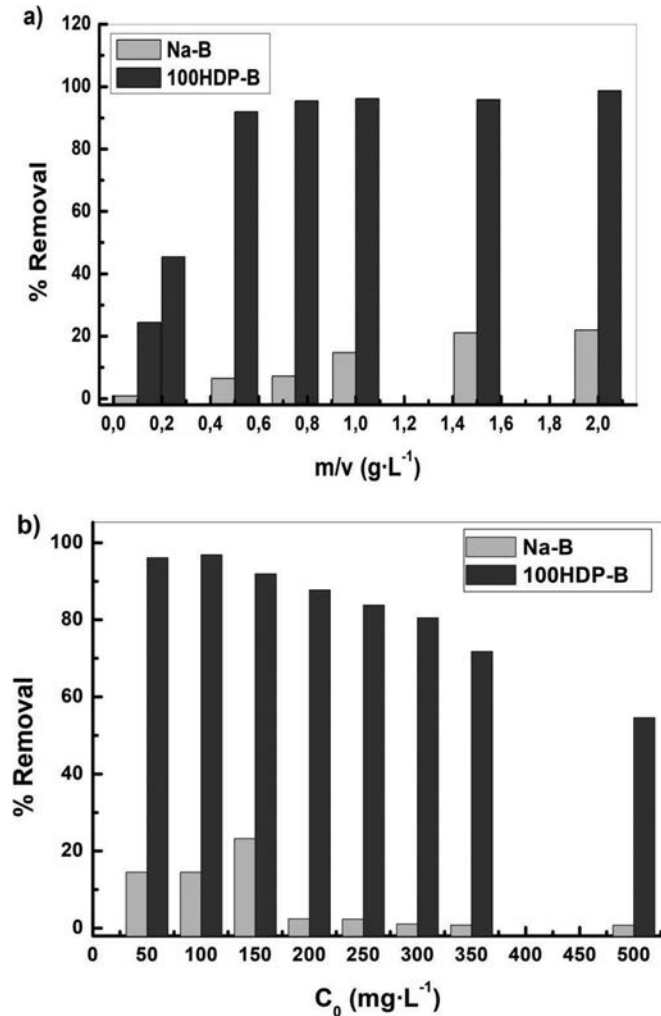 a)
120
100
80
60
40
20
0
% Removal
Na-B
100HDP-B
0,0 0,2 0,4 0,6 0,8 1,0 1,2 1,4 1,6 1,8 2,0
m/v (g·L⁻¹)
b)
100
80
60
40
20
0
% Removal
Na-B
100HDP-B
0 50 100 150 200 250 300 350 400 450 500
C₀ (mg·L⁻¹)